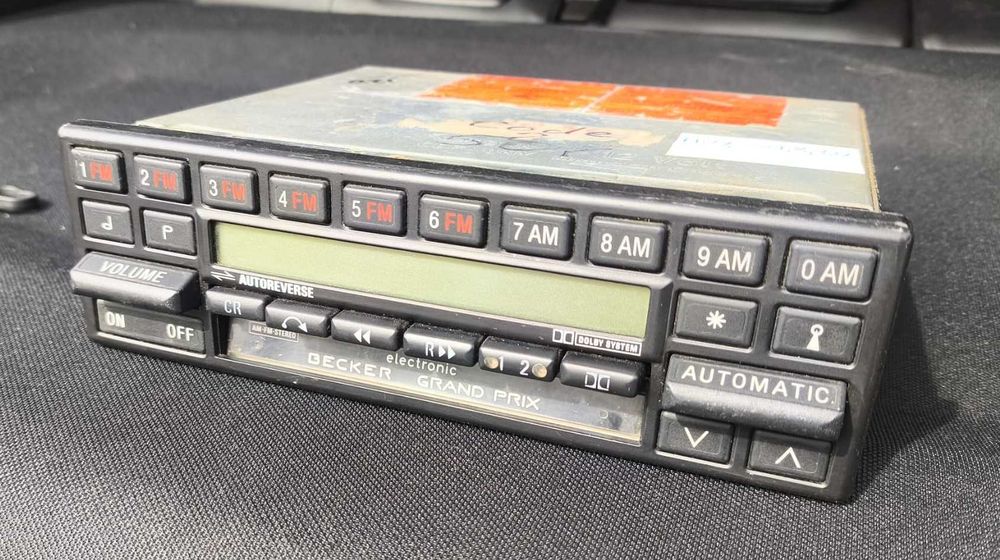 code
1 FM
2 FM
3 FM
4 FM
5 FM
6 FM
7 AM
8 AM
9 AM
0 AM
P
VOLUME
AUTOREVERSE
DOLBY SYSTEM
*
ON OFF
CR
AM-FM-STEREO
R
1 2
AUTOMATIC
electronic
BECKER GRAND PRIX